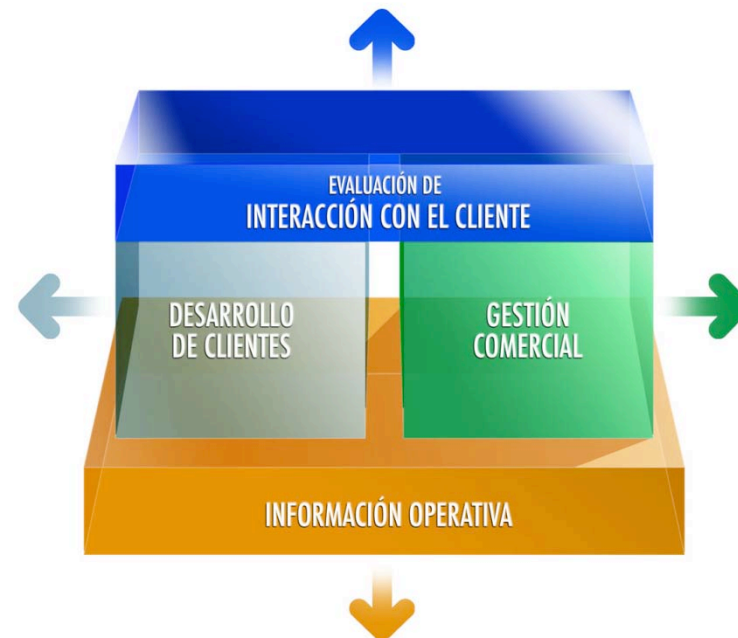 EVALUACIÓN DE
INTERACCIÓN CON EL CLIENTE
DESARROLLO
DE CLIENTES
GESTIÓN
COMERCIAL
INFORMACIÓN OPERATIVA